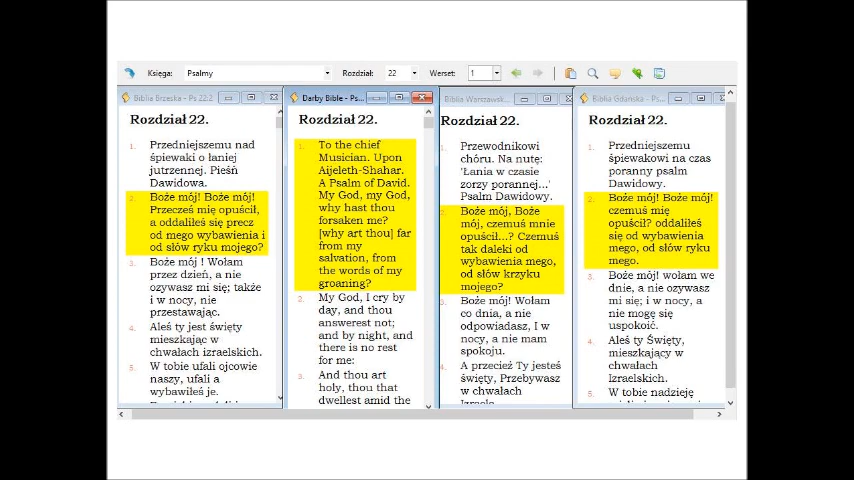 Księga: Psalmy Rozdział: 22 Werset: 1
Biblia Brzeska - Ps 22:2
Rozdział 22.
1. Przedniejszemu nad
śpiewaki o łaniej
jutrzennej. Pieśń
Dawidowa.
2. Boże mój! Boże mój!
Przecześ mię opuścił,
a oddaliłeś się precz
od mego wybawienia i
od słów ryku mojego?
3. Boże mój ! Wołam
przez dzień, a nie
ozywasz mi się; także
i w nocy, nie
przestawając.
4. Aleś ty jest święty
mieszkając w
chwałach izraelskich.
5. W tobie ufali ojcowie
naszy, ufali a
wybawiłeś je.
Darby Bible - Ps...
Rozdział 22.
1. To the chief
Musician. Upon
Aijeleth-Shahar.
A Psalm of David.
My God, my God,
why hast thou
forsaken me?
[why art thou] far
from my
salvation, from
the words of my
groaning?
2. My God, I cry by
day, and thou
answerest not;
and by night, and
there is no rest
for me:
3. And thou art
holy, thou that
dwellest amid the
Biblia Warszawsk...
Rozdział 22.
1. Przewodnikowi
chóru. Na nutę:
'Łania w czasie
zorzy porannej...'
Psalm Dawidowy.
2. Boże mój, Boże
mój, czemuś mnie
opuścił...? Czemuś
tak daleki od
wybawienia mego,
od słów krzyku
mojego?
3. Boże mój! Wołam
co dnia, a nie
odpowiadasz, I w
nocy, a nie mam
spokoju.
4. A przecież Ty jesteś
święty, Przebywasz
w chwałach
Izraela
Biblia Gdańska - Ps...
Rozdział 22.
1. Przedniejszemu
śpiewakowi na czas
poranny psalm
Dawidowy.
2. Boże mój! Boże mój!
czemuś mię
opuścił? oddaliłeś
się od wybawienia
mego, od słów ryku
mego.
3. Boże mój! wołam we
dnie, a nie ozywasz
mi się; i w nocy, a
nie mogę się
uspokoić.
4. Aleś ty Święty,
mieszkający w
chwałach
Izraelskich.
5. W tobie nadzieję